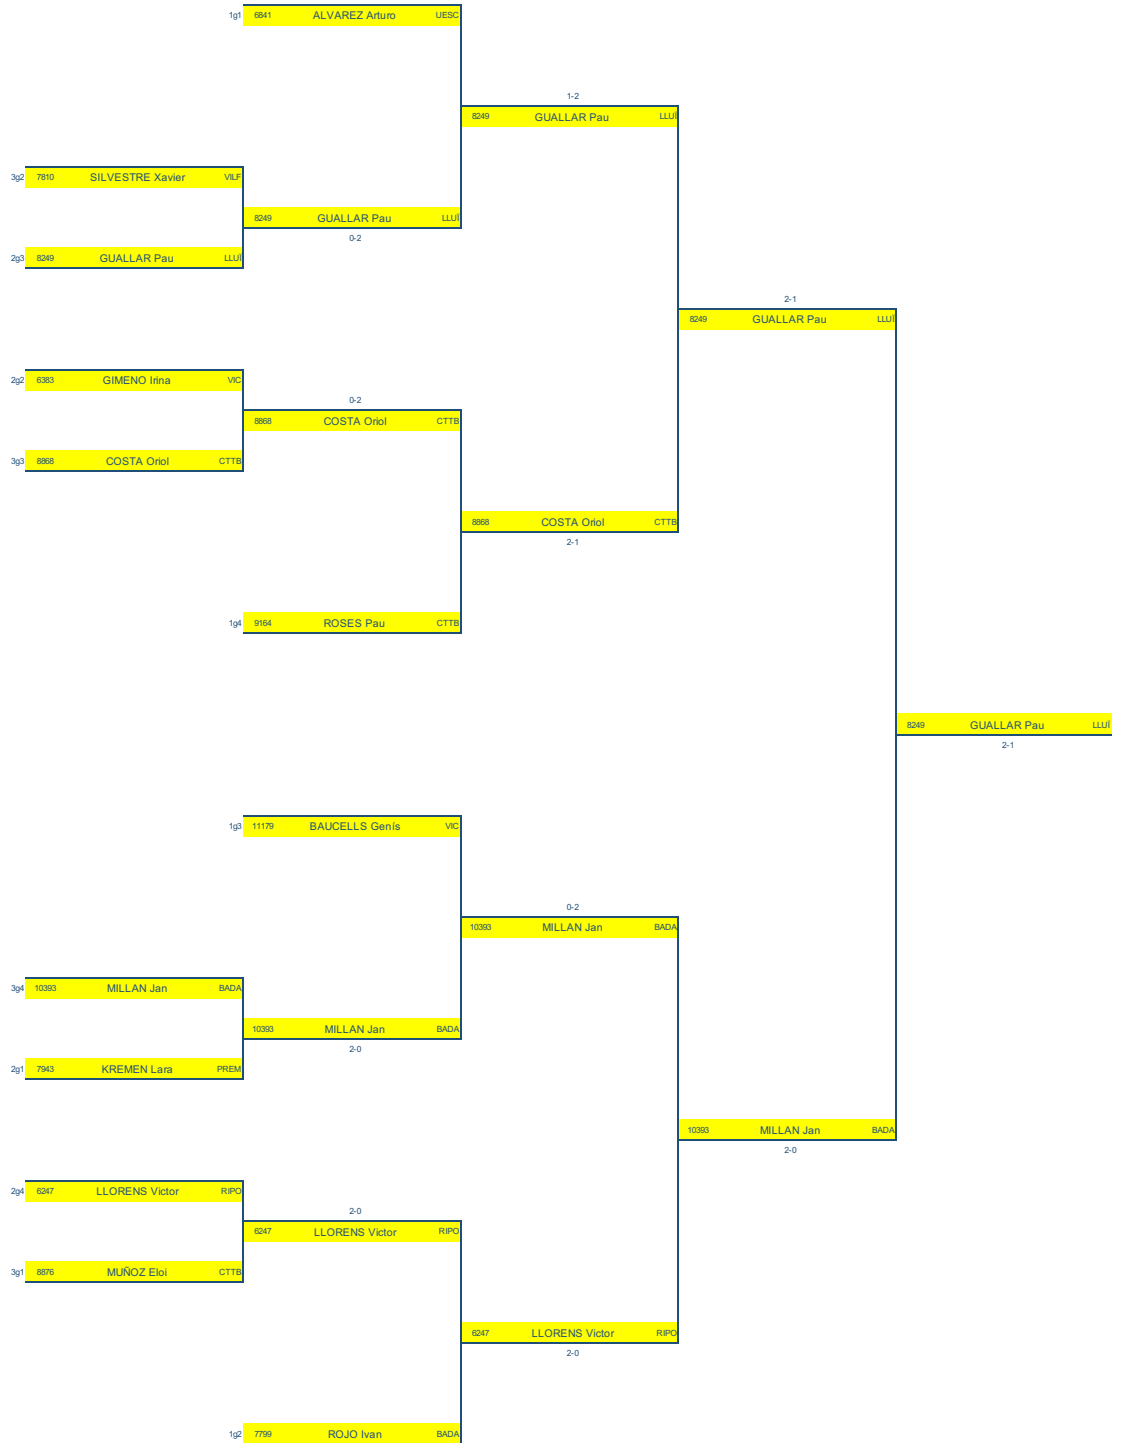 1g1 6841 ALVAREZ Arturo UESC
1-2
8249 GUALLAR Pau LLUÏ
3g2 7810 SILVESTRE Xavier VILF
8249 GUALLAR Pau LLUÏ
0-2
2g3 8249 GUALLAR Pau LLUÏ
2-1
8249 GUALLAR Pau LLUÏ
2g2 6383 GIMENO Irina VIC
0-2
8868 COSTA Oriol CTTB
3g3 8868 COSTA Oriol CTTB
8868 COSTA Oriol CTTB
2-1
1g4 9164 ROSES Pau CTTB
8249 GUALLAR Pau LLUÏ
2-1
1g3 11179 BAUCELLS Genís VIC
0-2
10393 MILLAN Jan BADA
3g4 10393 MILLAN Jan BADA
10393 MILLAN Jan BADA
2-0
2g1 7943 KREMEN Lara PREM
10393 MILLAN Jan BADA
2-0
2g4 6247 LLORENS Victor RIPO
2-0
6247 LLORENS Victor RIPO
3g1 8876 MUÑOZ Eloi CTTB
6247 LLORENS Victor RIPO
2-0
1g2 7799 ROJO Ivan BADA